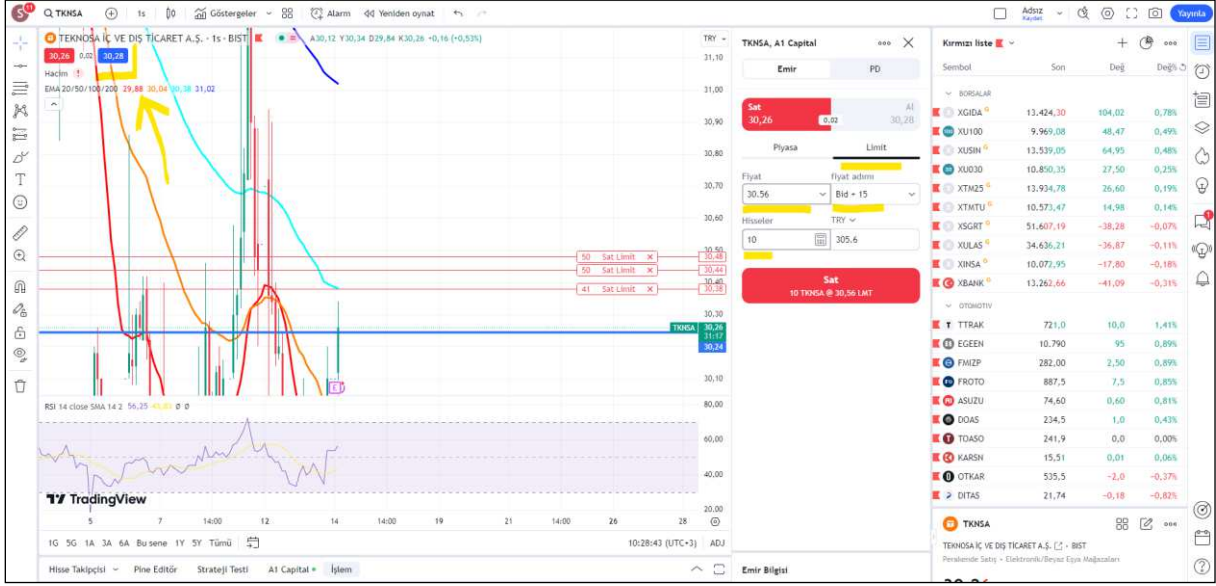 S 11 TKNSA 1s Göstergeler Alarm Yeniden oynat Adsız Kaydet Yayınla
TEKNOSA İÇ VE DIŞ TİCARET A.Ş. · 1s · BIST A30,12 Y30,34 D29,84 K30,26 +0,16 (+0,53%)
30,26 0,02 30,28
Hacim
EMA 20/50/100/200 29,88 30,04 30,38 31,02
TRY
31,10
31,00
30,90
30,80
30,70
30,60
30,50
50 Sat Limit × 30,48
50 Sat Limit × 30,44
41 Sat Limit × 30,38
30,30
TKNSA 30,26
31:17
30,24
30,10
E
RSI 14 close SMA 14 2 56,25 Ø Ø
80,00
60,00
40,00
20,00
TradingView
5 7 14:00 12 14 14:00 19 21 14:00 26 28
1G 5G 1A 3A 6A Bu sene 1Y 5Y Tümü 10:28:43 (UTC+3) ADJ
Hisse Takipçisi Pine Editör Strateji Testi A1 Capital İşlem
TKNSA, A1 Capital
Emir PD
Sat Al
30,26 0,02 30,28
Piyasa Limit
Fiyat fiyat adımı
30.56 Bid + 15
Hisseler TRY
10 305.6
Sat
10 TKNSA @ 30,56 LMT
Emir Bilgisi
Kırmızı liste
Sembol Son Değ Değ%
BORSALAR
XGIDA G 13.424,30 104,02 0,78%
XU100 9.969,08 48,47 0,49%
XUSIN G 13.539,05 64,95 0,48%
XU030 10.850,35 27,50 0,25%
XTM25 G 13.934,78 26,60 0,19%
XTMTU G 10.573,47 14,98 0,14%
XSGRT G 51.607,19 −38,28 −0,07%
XULAS G 34.636,21 −36,87 −0,11%
XINSA G 10.072,95 −17,80 −0,18%
XBANK G 13.262,66 −41,09 −0,31%
OTOMOTIV
TTRAK 721,0 10,0 1,41%
EGEEN 10.790 95 0,89%
FMIZP 282,00 2,50 0,89%
FROTO 887,5 7,5 0,85%
ASUZU 74,60 0,60 0,81%
DOAS 234,5 1,0 0,43%
TOASO 241,9 0,0 0,00%
KARSN 15,51 0,01 0,06%
OTKAR 535,5 −2,0 −0,37%
DITAS 21,74 −0,18 −0,82%
TKNSA
TEKNOSA İÇ VE DIŞ TİCARET A.Ş. · BIST
Perakende Satış · Elektronik/Beyaz Eşya Mağazaları